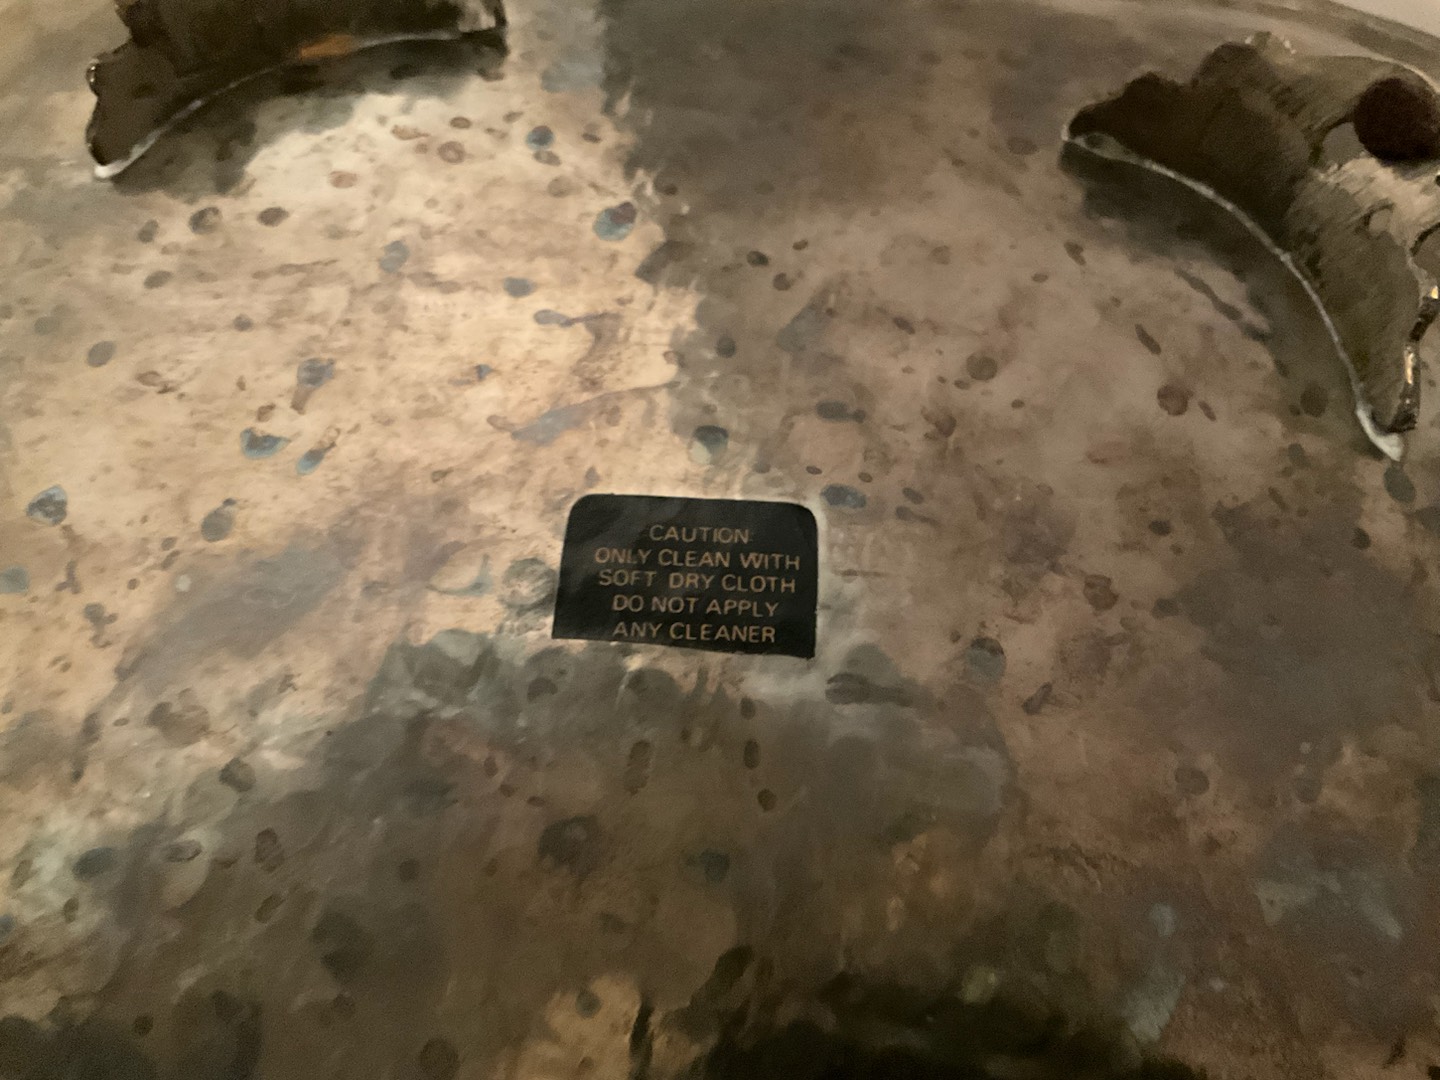 CAUTION:
ONLY CLEAN WITH
SOFT DRY CLOTH
DO NOT APPLY
ANY CLEANER